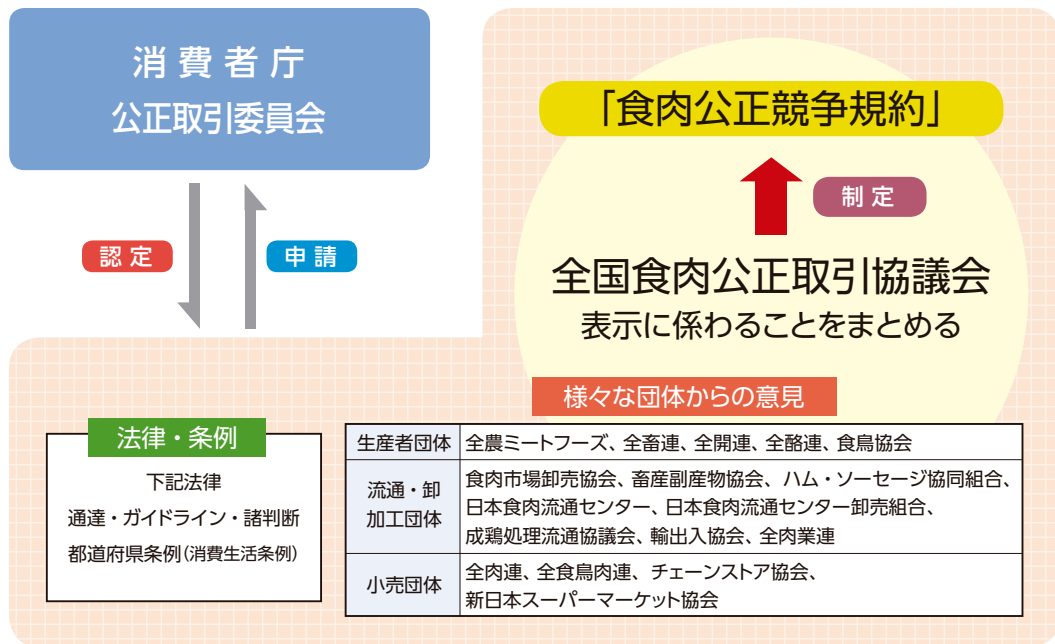 消費者庁
公正取引委員会
「食肉公正競争規約」
制定
認定
申請
全国食肉公正取引協議会
表示に係わることをまとめる
様々な団体からの意見
法律・条例
下記法律
通達・ガイドライン・諸判断
都道府県条例(消費生活条例)
生産者団体
全農ミートフーズ、全畜連、全開連、全酪連、食鳥協会
流通・卸
加工団体
食肉市場卸売協会、畜産副産物協会、ハム・ソーセージ協同組合、
日本食肉流通センター、日本食肉流通センター卸売組合、
成鶏処理流通協議会、輸出入協会、全肉業連
小売団体
全肉連、全食鳥肉連、チェーンストア協会、
新日本スーパーマーケット協会